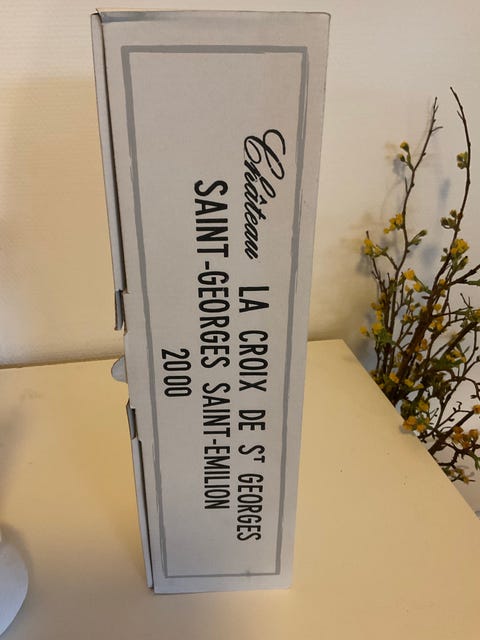 Château LA CROIX DE ST GEORGES
SAINT-GEORGES SAINT-EMILION
2000